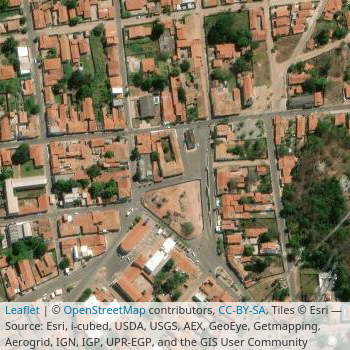 Leaflet | © OpenStreetMap contributors, CC-BY-SA, Tiles © Esri —
Source: Esri, i-cubed, USDA, USGS, AEX, GeoEye, Getmapping,
Aerogrid, IGN, IGP, UPR-EGP, and the GIS User Community